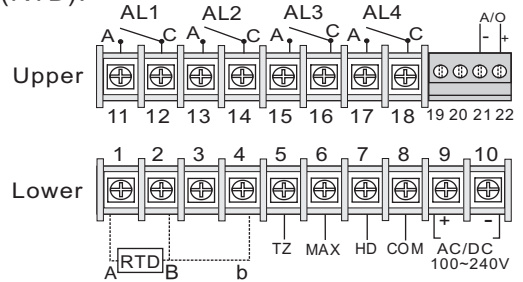 AL1 AL2 AL3 AL4 A/O
A C A C A C A C - +
Upper
11 12 13 14 15 16 17 18 19 20 21 22
1 2 3 4 5 6 7 8 9 10
Lower
+ -
TZ MAX HD COM AC/DC
100~240V
RTD
A B b